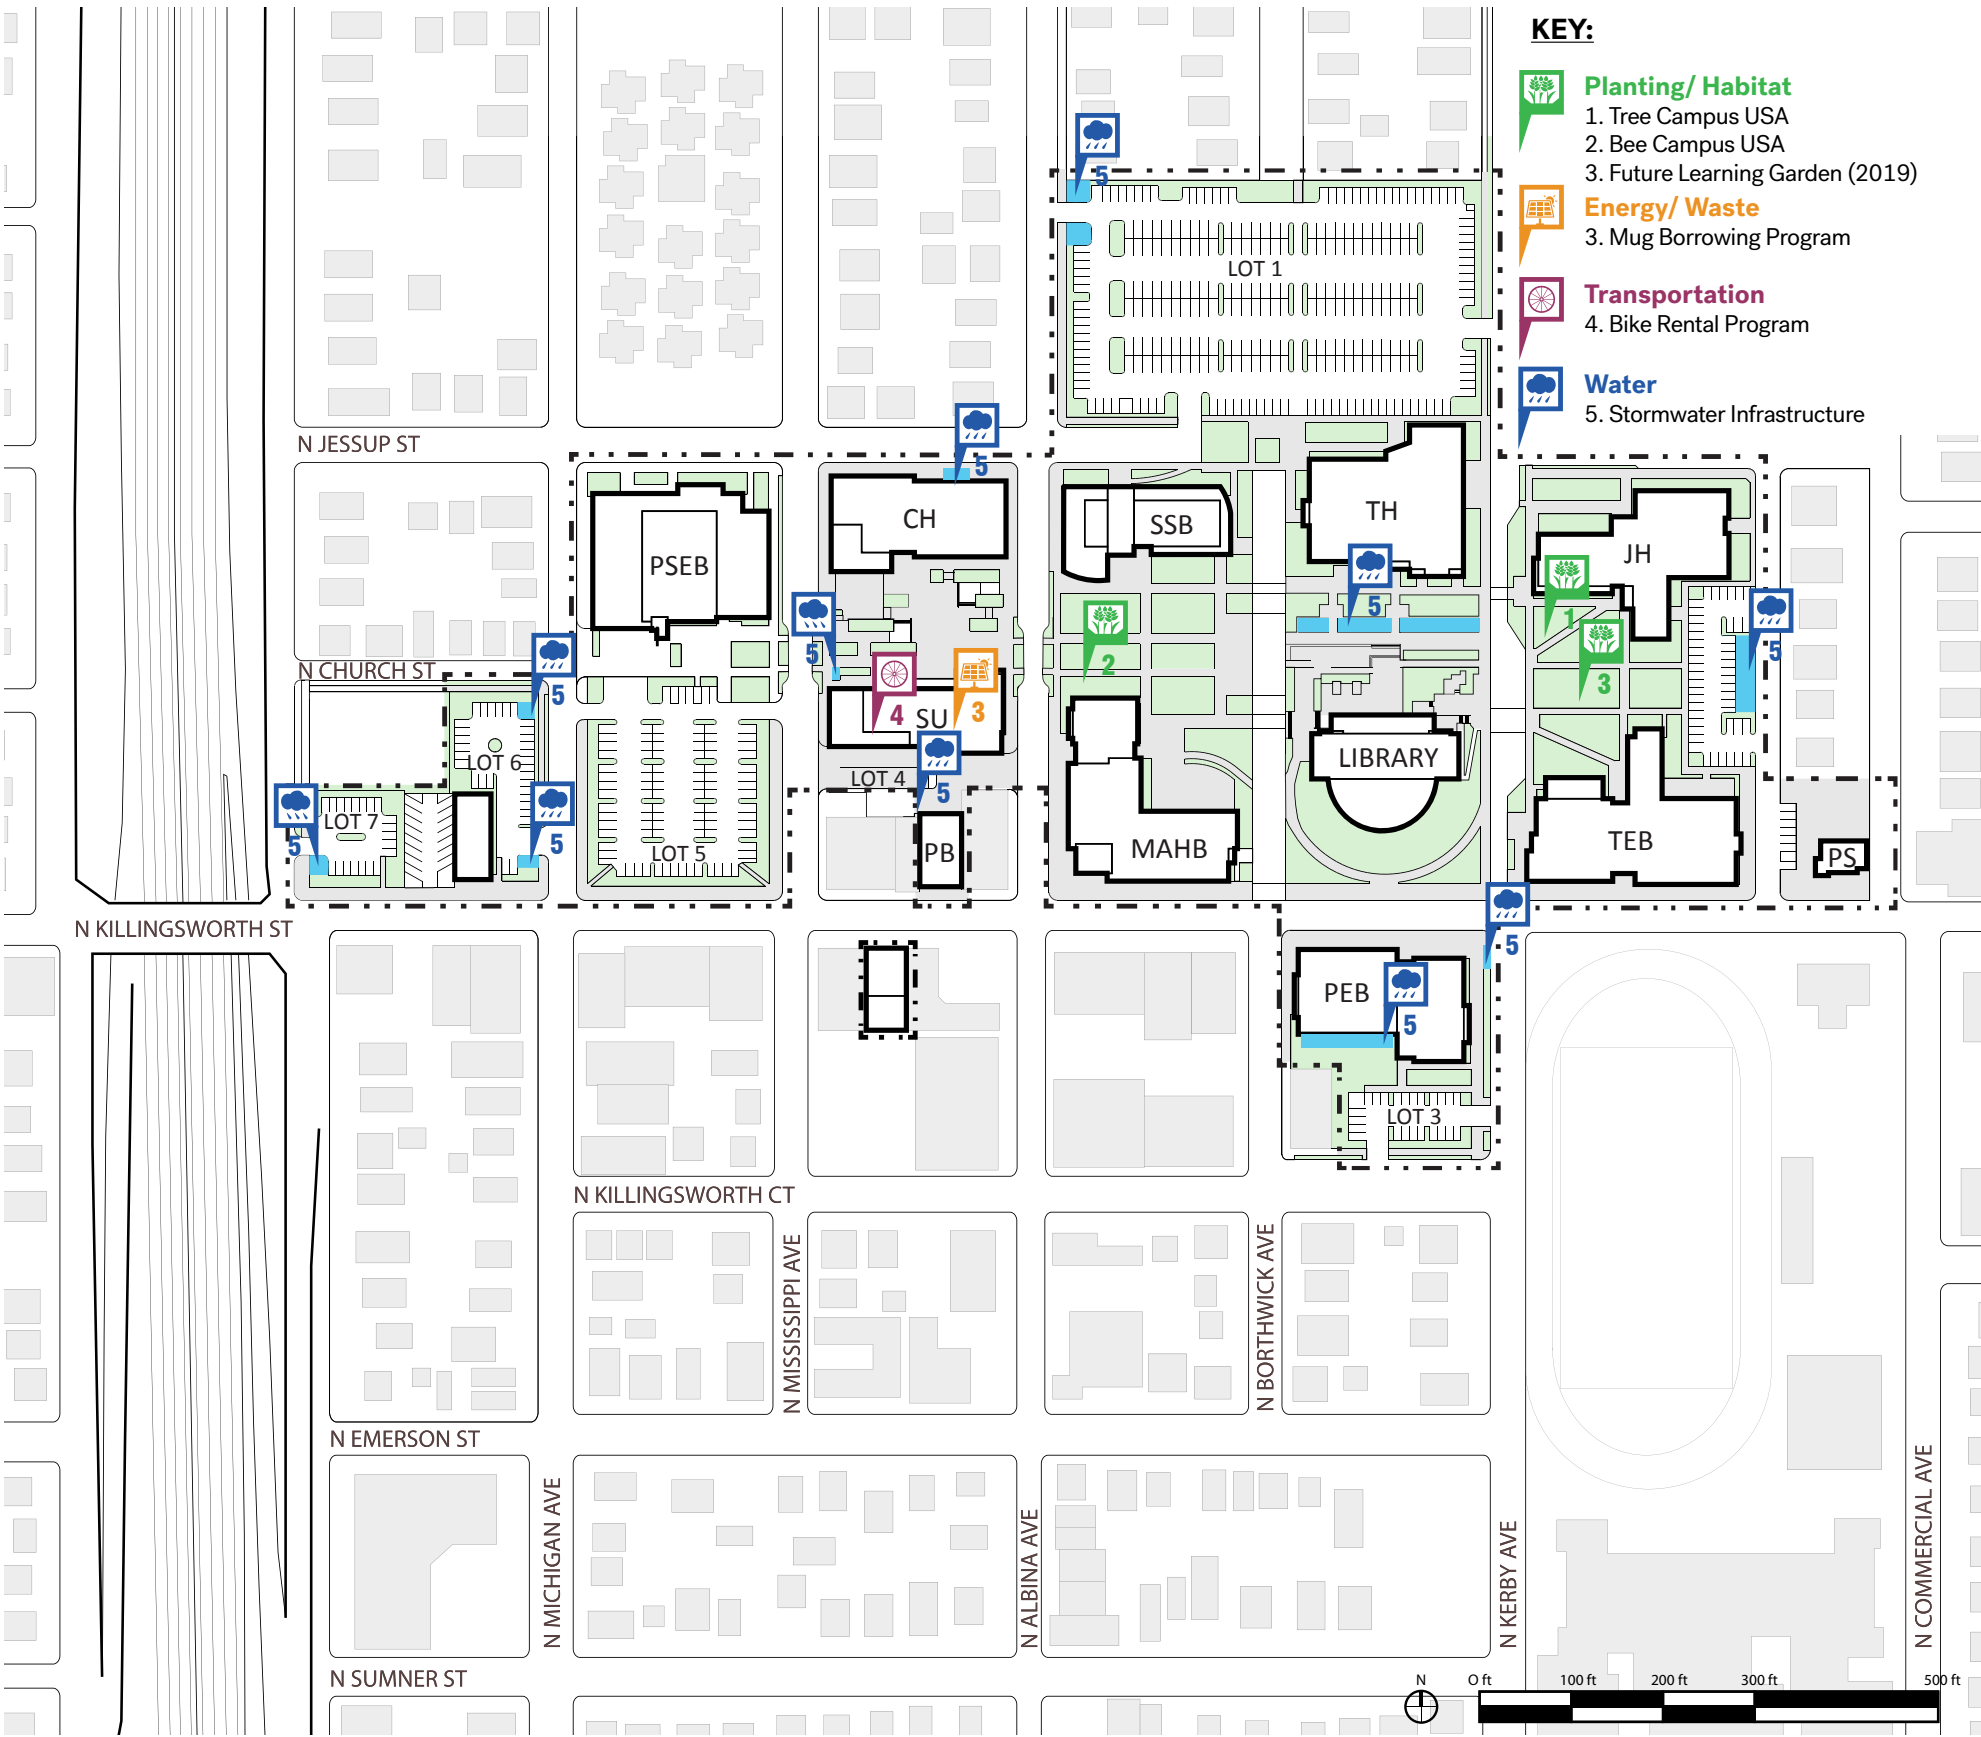 KEY:
Planting/ Habitat
1. Tree Campus USA
2. Bee Campus USA
3. Future Learning Garden (2019)
Energy/ Waste
3. Mug Borrowing Program
Transportation
4. Bike Rental Program
Water
5. Stormwater Infrastructure
5
LOT 1
N JESSUP ST
5
CH
SSB
TH
JH
PSEB
5
1
5
5
2
3
5
N CHURCH ST
5
4
SU
3
LOT 6
LOT 4
5
LIBRARY
LOT 7
5
5
LOT 5
PB
MAHB
TEB
PS
N KILLINGSWORTH ST
5
PEB
5
LOT 3
N KILLINGSWORTH CT
N MISSISSIPPI AVE
N BORTHWICK AVE
N EMERSON ST
N MICHIGAN AVE
N ALBINA AVE
N KERBY AVE
N COMMERCIAL AVE
N SUMNER ST
N
O ft
100 ft
200 ft
300 ft
500 ft